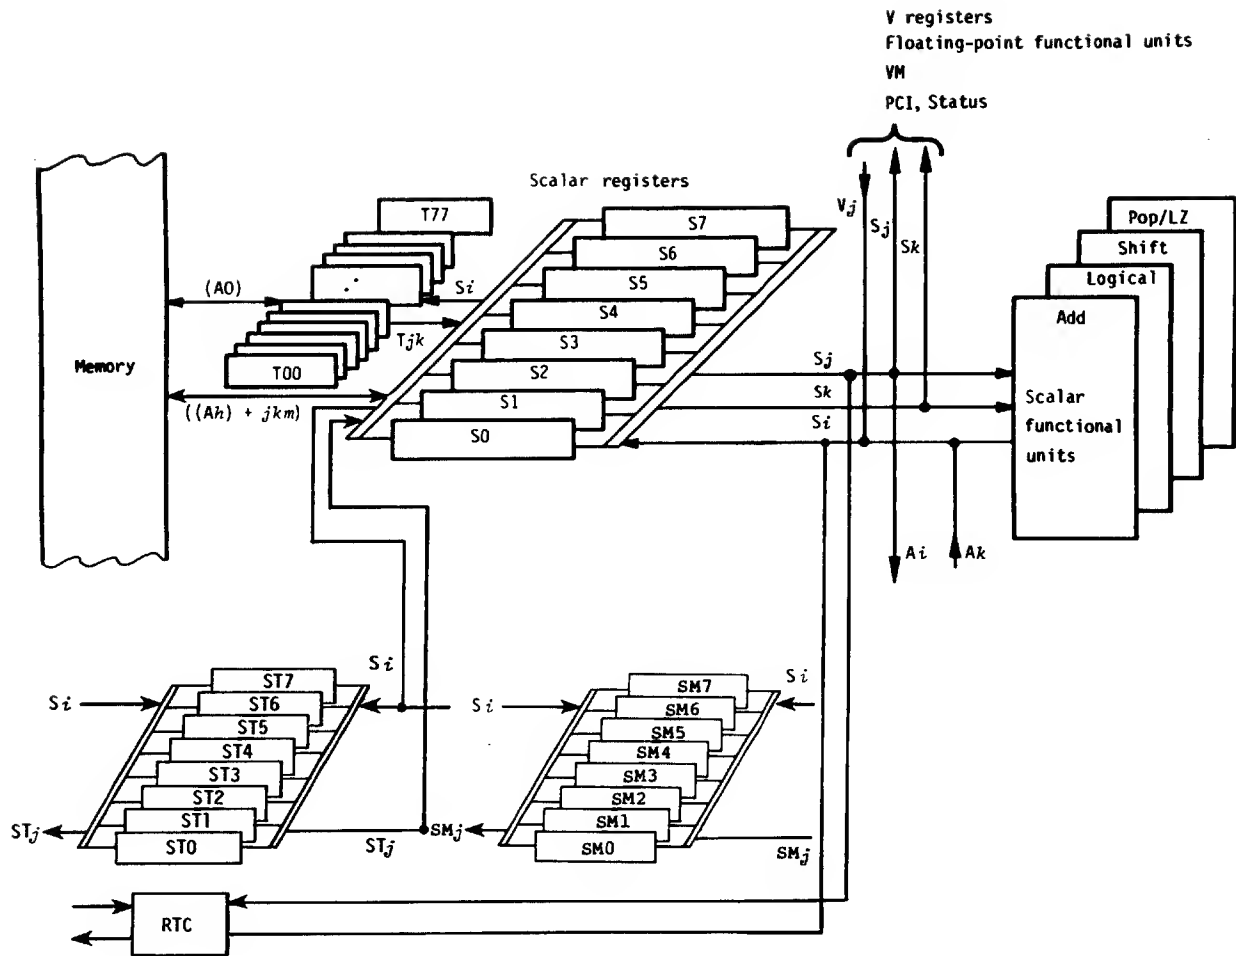 V registers
Floating-point functional units
VM
PCI, Status
Scalar registers
Vj
Sj
Sk
T77
S7
Pop/LZ
S6
Shift
(A0)
Si
S5
Logical
S4
Add
Tjk
S3
Memory
T00
S2
Sj
((Ah) + jkm)
S1
Sk
Scalar
functional
units
S0
Si
Ai
Ak
Si
ST7
Si
SM7
Si
ST6
Si
SM6
ST5
SM5
ST4
SM4
ST3
SM3
ST2
SM2
ST1
SM1
STj
ST0
STj
SMj
SM0
SMj
RTC